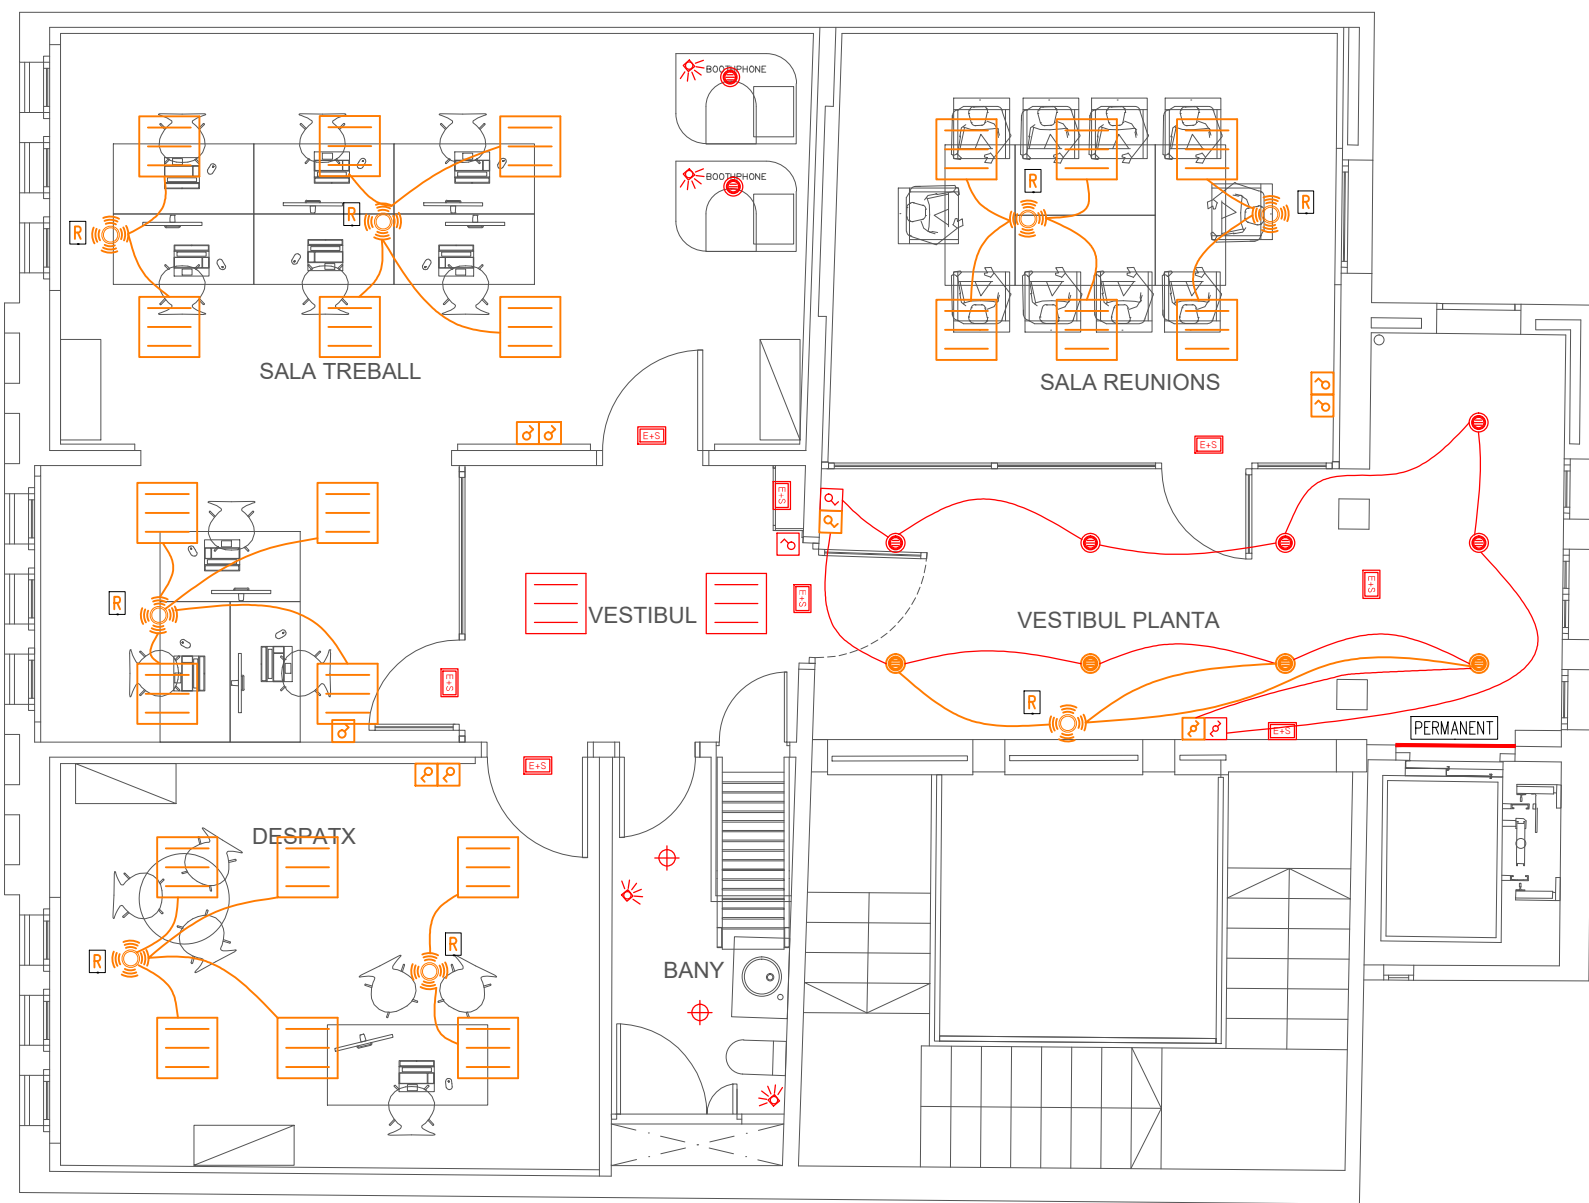 BOOTHPHONE
BOOTHPHONE
R
R
R
R
SALA TREBALL
SALA REUNIONS
E+S
E+S
E+S
E+S
E+S
R
VESTIBUL
VESTIBUL PLANTA
E+S
R
E+S
PERMANENT
E+S
DESPATX
R
R
BANY